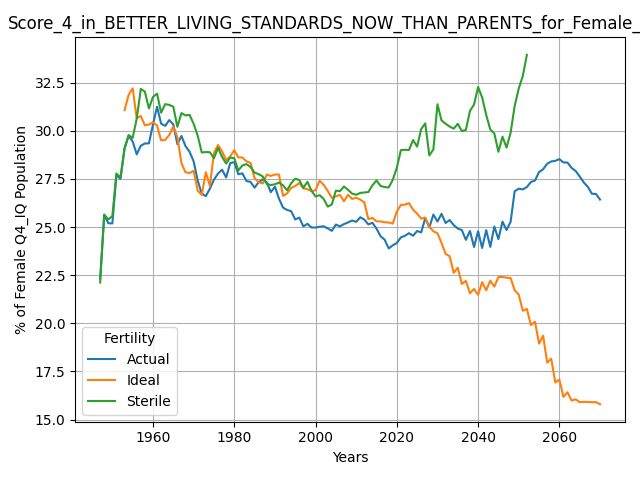 Score_4_in_BETTER_LIVING_STANDARDS_NOW_THAN_PARENTS_for_Female_
% of Female Q4_IQ Population
32.5
30.0
27.5
25.0
22.5
20.0
17.5
15.0
Fertility
Actual
Ideal
Sterile
1960
1980
2000
2020
2040
2060
Years